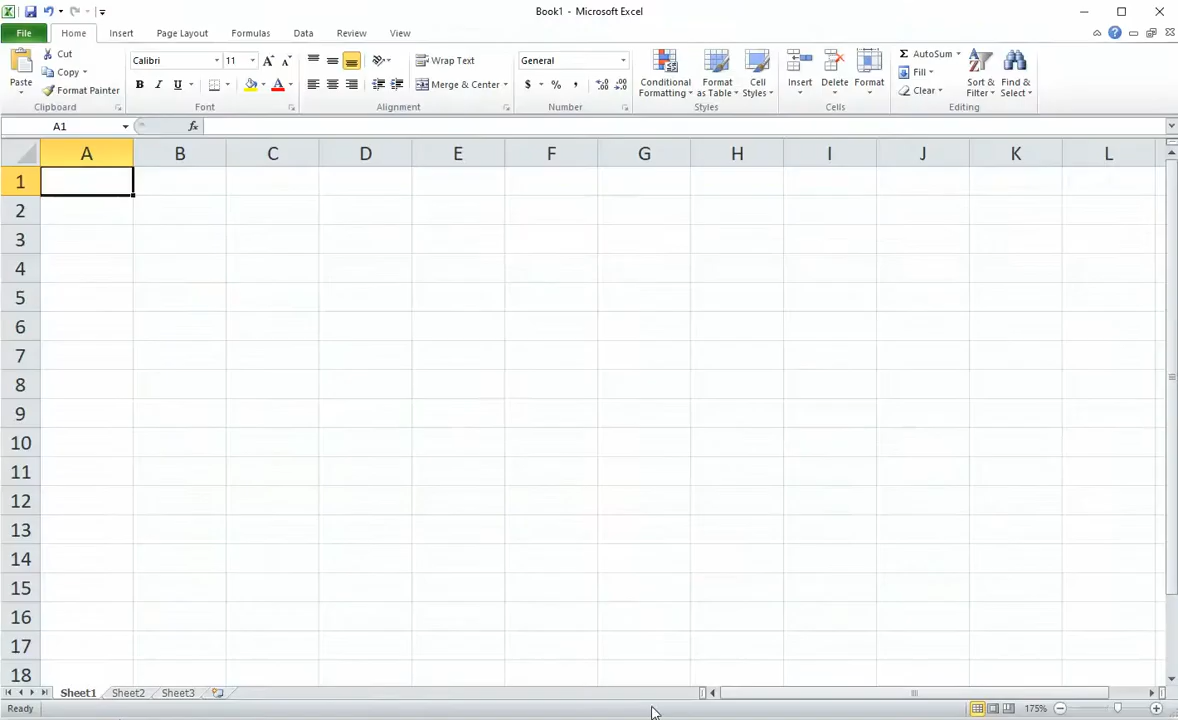 Book1 - Microsoft Excel
File Home Insert Page Layout Formulas Data Review View
Paste
Cut
Copy
Format Painter
Clipboard
Calibri 11
B I U
A
Font
Wrap Text
Merge & Center
Alignment
General
$ % ,
Number
Conditional Formatting
Format as Table
Cell Styles
Styles
Insert
Delete
Format
Cells
Σ AutoSum
Fill
Clear
Sort & Filter
Find & Select
Editing
A1 fx
A B C D E F G H I J K L
1
2
3
4
5
6
7
8
9
10
11
12
13
14
15
16
17
18
Sheet1 Sheet2 Sheet3
Ready 175%